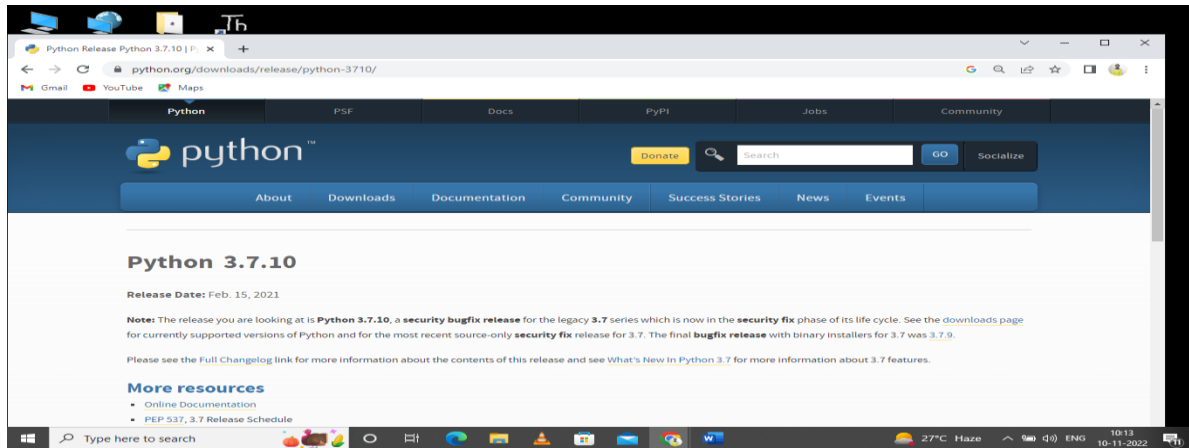 Th
Python Release Python 3.7.10 | P
python.org/downloads/release/python-3710/
Gmail YouTube Maps
Python PSF Docs PyPI Jobs Community
python™
Donate Search GO Socialize
About Downloads Documentation Community Success Stories News Events
Python 3.7.10
Release Date: Feb. 15, 2021
Note: The release you are looking at is Python 3.7.10, a security bugfix release for the legacy 3.7 series which is now in the security fix phase of its life cycle. See the downloads page
for currently supported versions of Python and for the most recent source-only security fix release for 3.7. The final bugfix release with binary installers for 3.7 was 3.7.9.
Please see the Full Changelog link for more information about the contents of this release and see What's New In Python 3.7 for more information about 3.7 features.
More resources
Online Documentation
PEP 537, 3.7 Release Schedule
Type here to search 27°C Haze ENG 10:13
10-11-2022